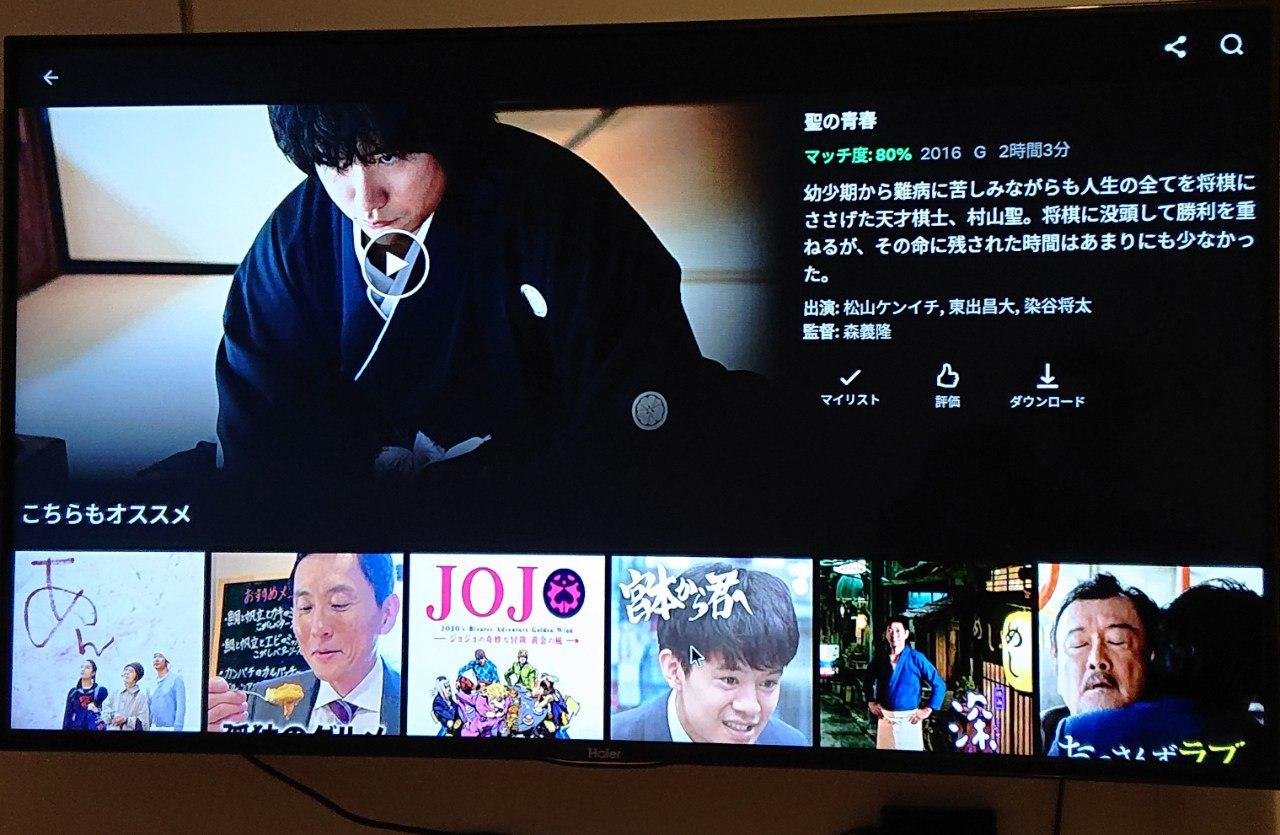 聖の青春
マッチ度: 80% 2016 G 2時間3分
幼少期から難病に苦しみながらも人生の全てを将棋に
ささげた天才棋士、村山聖。将棋に没頭して勝利を重
ねるが、その命に残された時間はあまりにも少なかっ
た。
出演: 松山ケンイチ, 東出昌大, 染谷将太
監督: 森義隆
マイリスト
評価
ダウンロード
こちらもオススメ
あん
おすすめメ
孤独のグルメ
JOJO
JOJO's Bizarre Adventure Golden Wind
ジョジョの奇妙な冒険 黄金の風
宮本から君へ
めし
深
おっさんずラブ
Haier